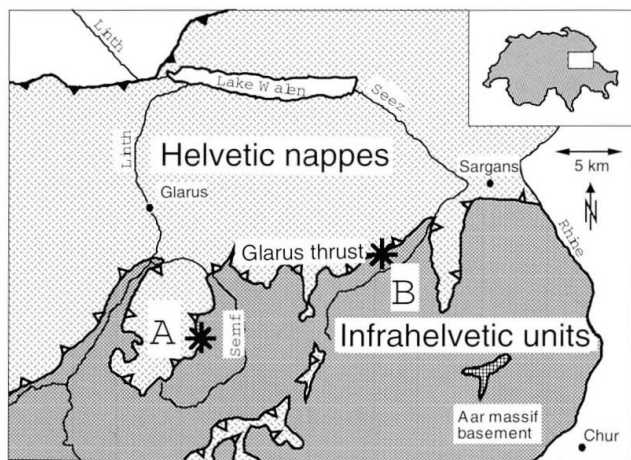 Linth
Lake Walen
Seez
Linth
Helvetic nappes
Sargans
5 km
N
Glarus
Rhine
Glarus thrust
B
A
Sernf
Infrahelvetic units
Aar massif
basement
Chur